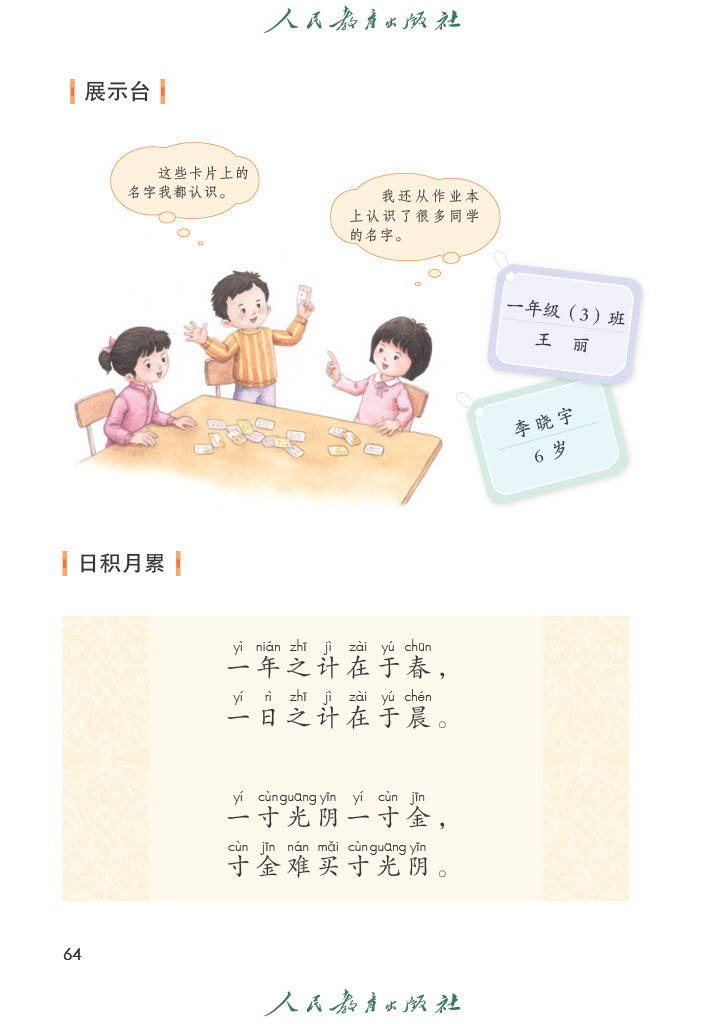 人民教育出版社
展示台
这些卡片上的
名字我都认识。
我还从作业本
上认识了很多同学
的名字。
一年级（3）班
王 丽
李晓宇
6 岁
日积月累
yì nián zhī jì zài yú chūn
一年之计在于春，
yí rì zhī jì zài yú chén
一日之计在于晨。
yí cùn guāng yīn yí cùn jīn
一寸光阴一寸金，
cùn jīn nán mǎi cùn guāng yīn
寸金难买寸光阴。
64
人民教育出版社